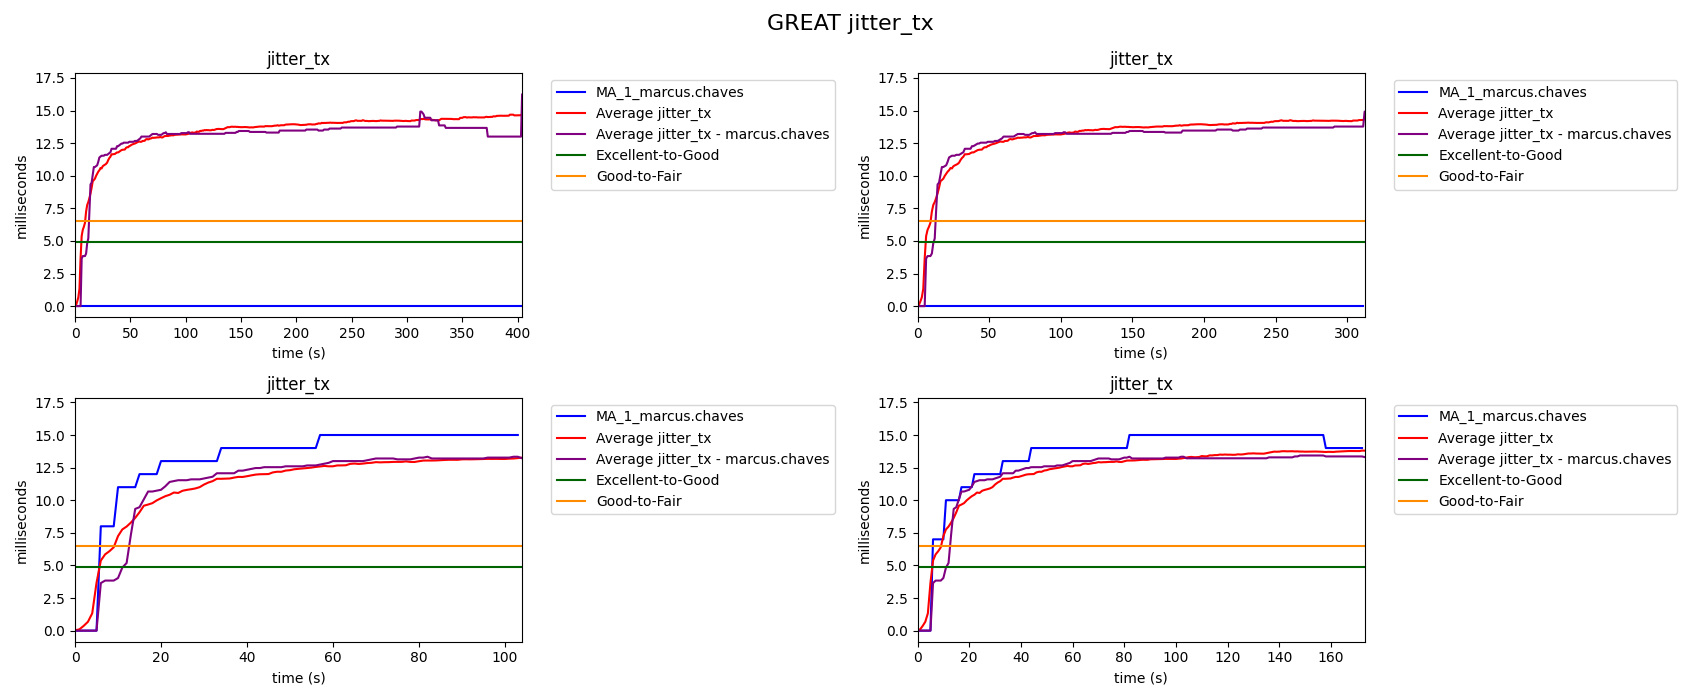 GREAT jitter_tx
jitter_tx
17.5
15.0
12.5
10.0
7.5
5.0
2.5
0.0
milliseconds
0 50 100 150 200 250 300 350 400
time (s)
MA_1_marcus.chaves
Average jitter_tx
Average jitter_tx - marcus.chaves
Excellent-to-Good
Good-to-Fair
jitter_tx
17.5
15.0
12.5
10.0
7.5
5.0
2.5
0.0
milliseconds
0 50 100 150 200 250 300
time (s)
MA_1_marcus.chaves
Average jitter_tx
Average jitter_tx - marcus.chaves
Excellent-to-Good
Good-to-Fair
jitter_tx
17.5
15.0
12.5
10.0
7.5
5.0
2.5
0.0
milliseconds
0 20 40 60 80 100
time (s)
MA_1_marcus.chaves
Average jitter_tx
Average jitter_tx - marcus.chaves
Excellent-to-Good
Good-to-Fair
jitter_tx
17.5
15.0
12.5
10.0
7.5
5.0
2.5
0.0
milliseconds
0 20 40 60 80 100 120 140 160
time (s)
MA_1_marcus.chaves
Average jitter_tx
Average jitter_tx - marcus.chaves
Excellent-to-Good
Good-to-Fair